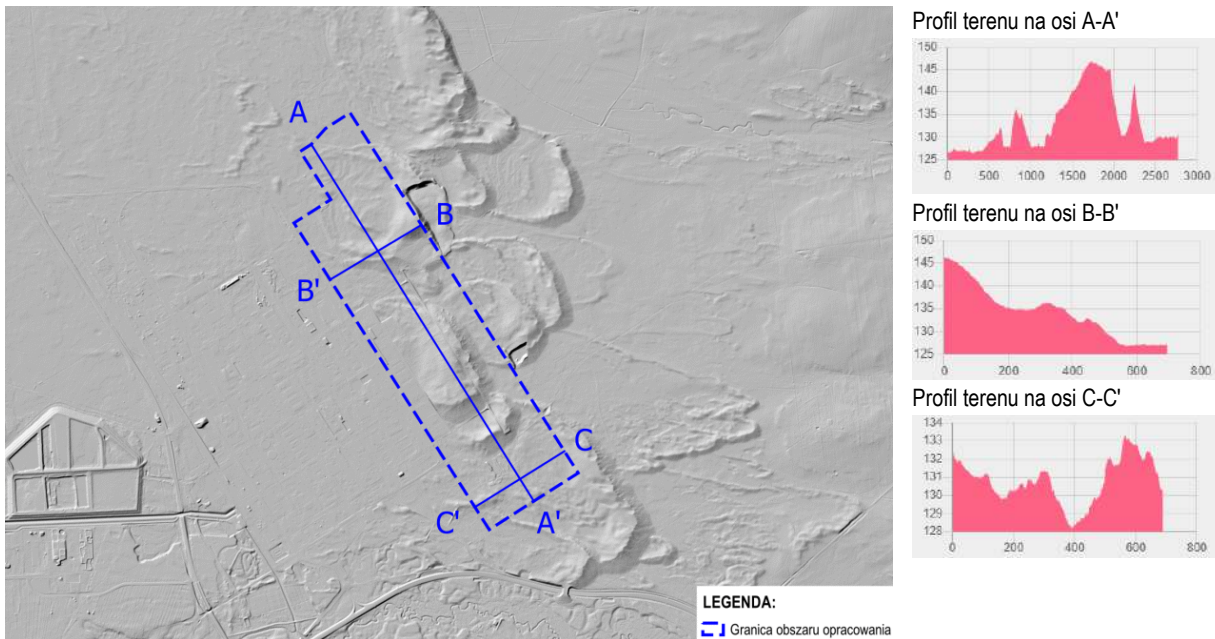 A
B
B'
C
C'
A'
LEGENDA:
Granica obszaru opracowania
Profil terenu na osi A-A'
150
145
140
135
130
125
0 500 1000 1500 2000 2500 3000
Profil terenu na osi B-B'
150
145
140
135
130
125
0 200 400 600 800
Profil terenu na osi C-C'
134
133
132
131
130
129
128
0 200 400 600 800